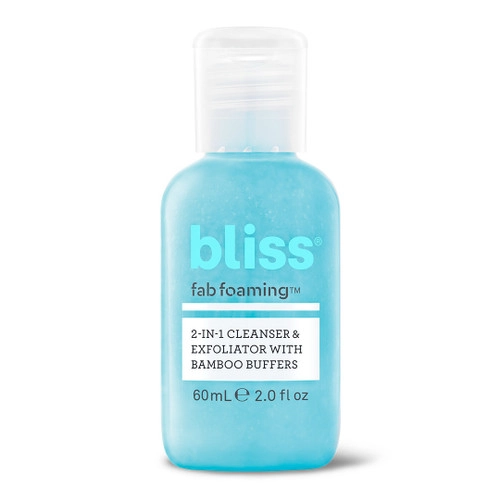 bliss®
fab foaming™
2-IN-1 CLEANSER &
EXFOLIATOR WITH
BAMBOO BUFFERS
60mL ℮ 2.0 fl oz